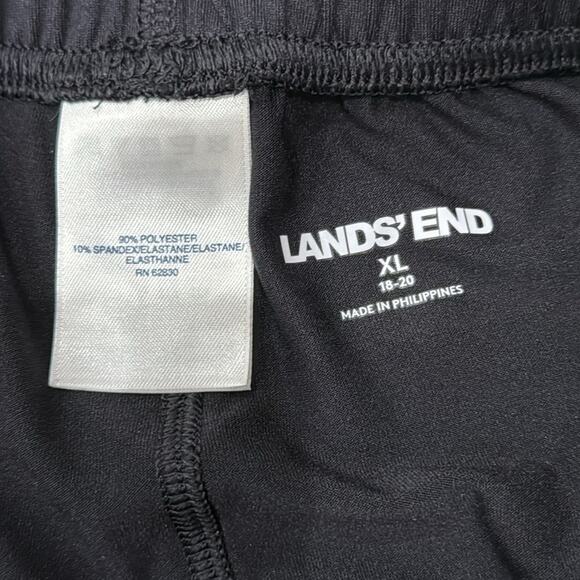 90% POLYESTER
10% SPANDEX/ELASTANE/ELASTANE/
ELASTHANNE
RN 62830
LANDS' END
XL
18-20
MADE IN PHILIPPINES